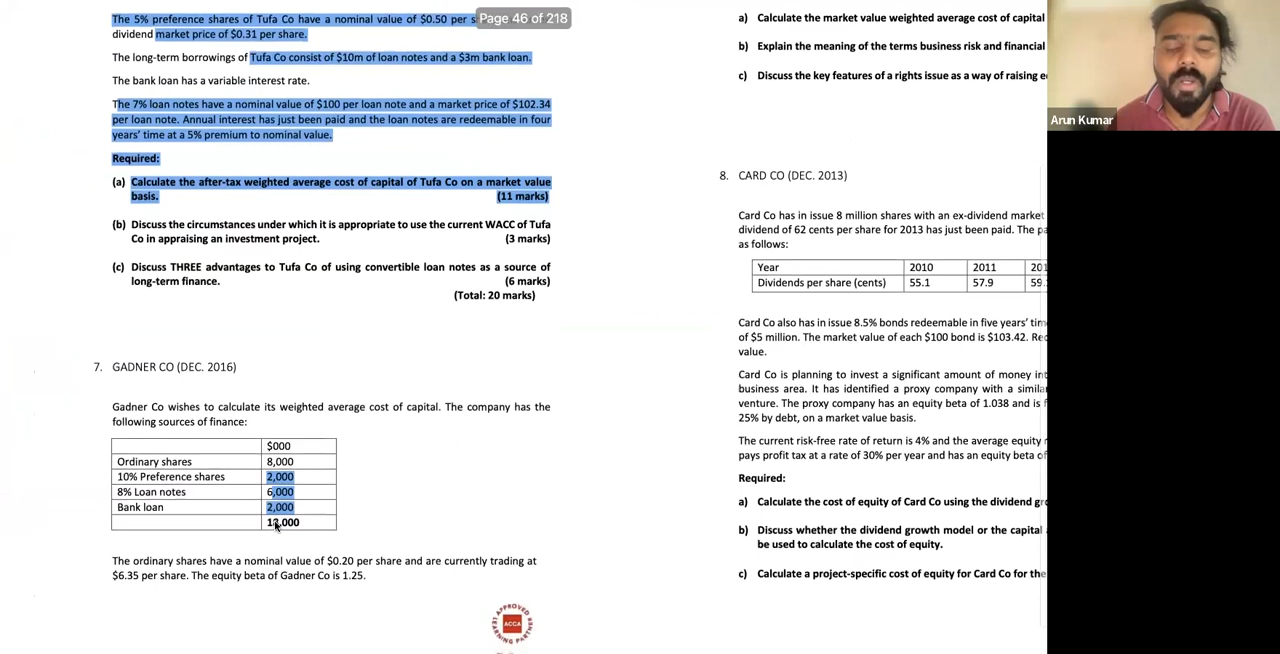 The 5% preference shares of Tufa Co have a nominal value of $0.50 per s
dividend market price of $0.31 per share.
Page 46 of 218
The long-term borrowings of Tufa Co consist of $10m of loan notes and a $3m bank loan.
The bank loan has a variable interest rate.
The 7% loan notes have a nominal value of $100 per loan note and a market price of $102.34
per loan note. Annual interest has just been paid and the loan notes are redeemable in four
years' time at a 5% premium to nominal value.
Required:
(a) Calculate the after-tax weighted average cost of capital of Tufa Co on a market value
basis. (11 marks)
(b) Discuss the circumstances under which it is appropriate to use the current WACC of Tufa
Co in appraising an investment project. (3 marks)
(c) Discuss THREE advantages to Tufa Co of using convertible loan notes as a source of
long-term finance. (6 marks)
(Total: 20 marks)
7. GADNER CO (DEC. 2016)
Gadner Co wishes to calculate its weighted average cost of capital. The company has the
following sources of finance:
$000
Ordinary shares 8,000
10% Preference shares 2,000
8% Loan notes 6,000
Bank loan 2,000
,000
The ordinary shares have a nominal value of $0.20 per share and are currently trading at
$6.35 per share. The equity beta of Gadner Co is 1.25.
APPROVED
ACCA
LEARNING PARTNER
a) Calculate the market value weighted average cost of capital
b) Explain the meaning of the terms business risk and financial
c) Discuss the key features of a rights issue as a way of raising e
8. CARD CO (DEC. 2013)
Card Co has in issue 8 million shares with an ex-dividend market
dividend of 62 cents per share for 2013 has just been paid. The pa
as follows:
Year 2010 2011 201
Dividends per share (cents) 55.1 57.9 59.
Card Co also has in issue 8.5% bonds redeemable in five years' tim
of $5 million. The market value of each $100 bond is $103.42. Red
value.
Card Co is planning to invest a significant amount of money int
business area. It has identified a proxy company with a similar
venture. The proxy company has an equity beta of 1.038 and is f
25% by debt, on a market value basis.
The current risk-free rate of return is 4% and the average equity r
pays profit tax at a rate of 30% per year and has an equity beta of
Required:
a) Calculate the cost of equity of Card Co using the dividend gro
b) Discuss whether the dividend growth model or the capital a
be used to calculate the cost of equity.
c) Calculate a project-specific cost of equity for Card Co for the
Arun Kumar